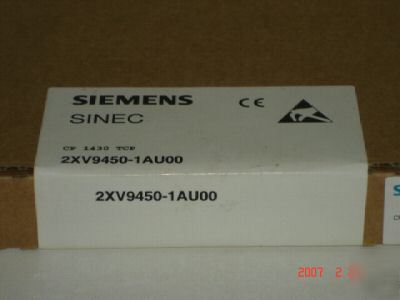 SIEMENS
CE
SINEC
CP 1430 TCP
2XV9450-1AU00
2XV9450-1AU00
S
2007 2